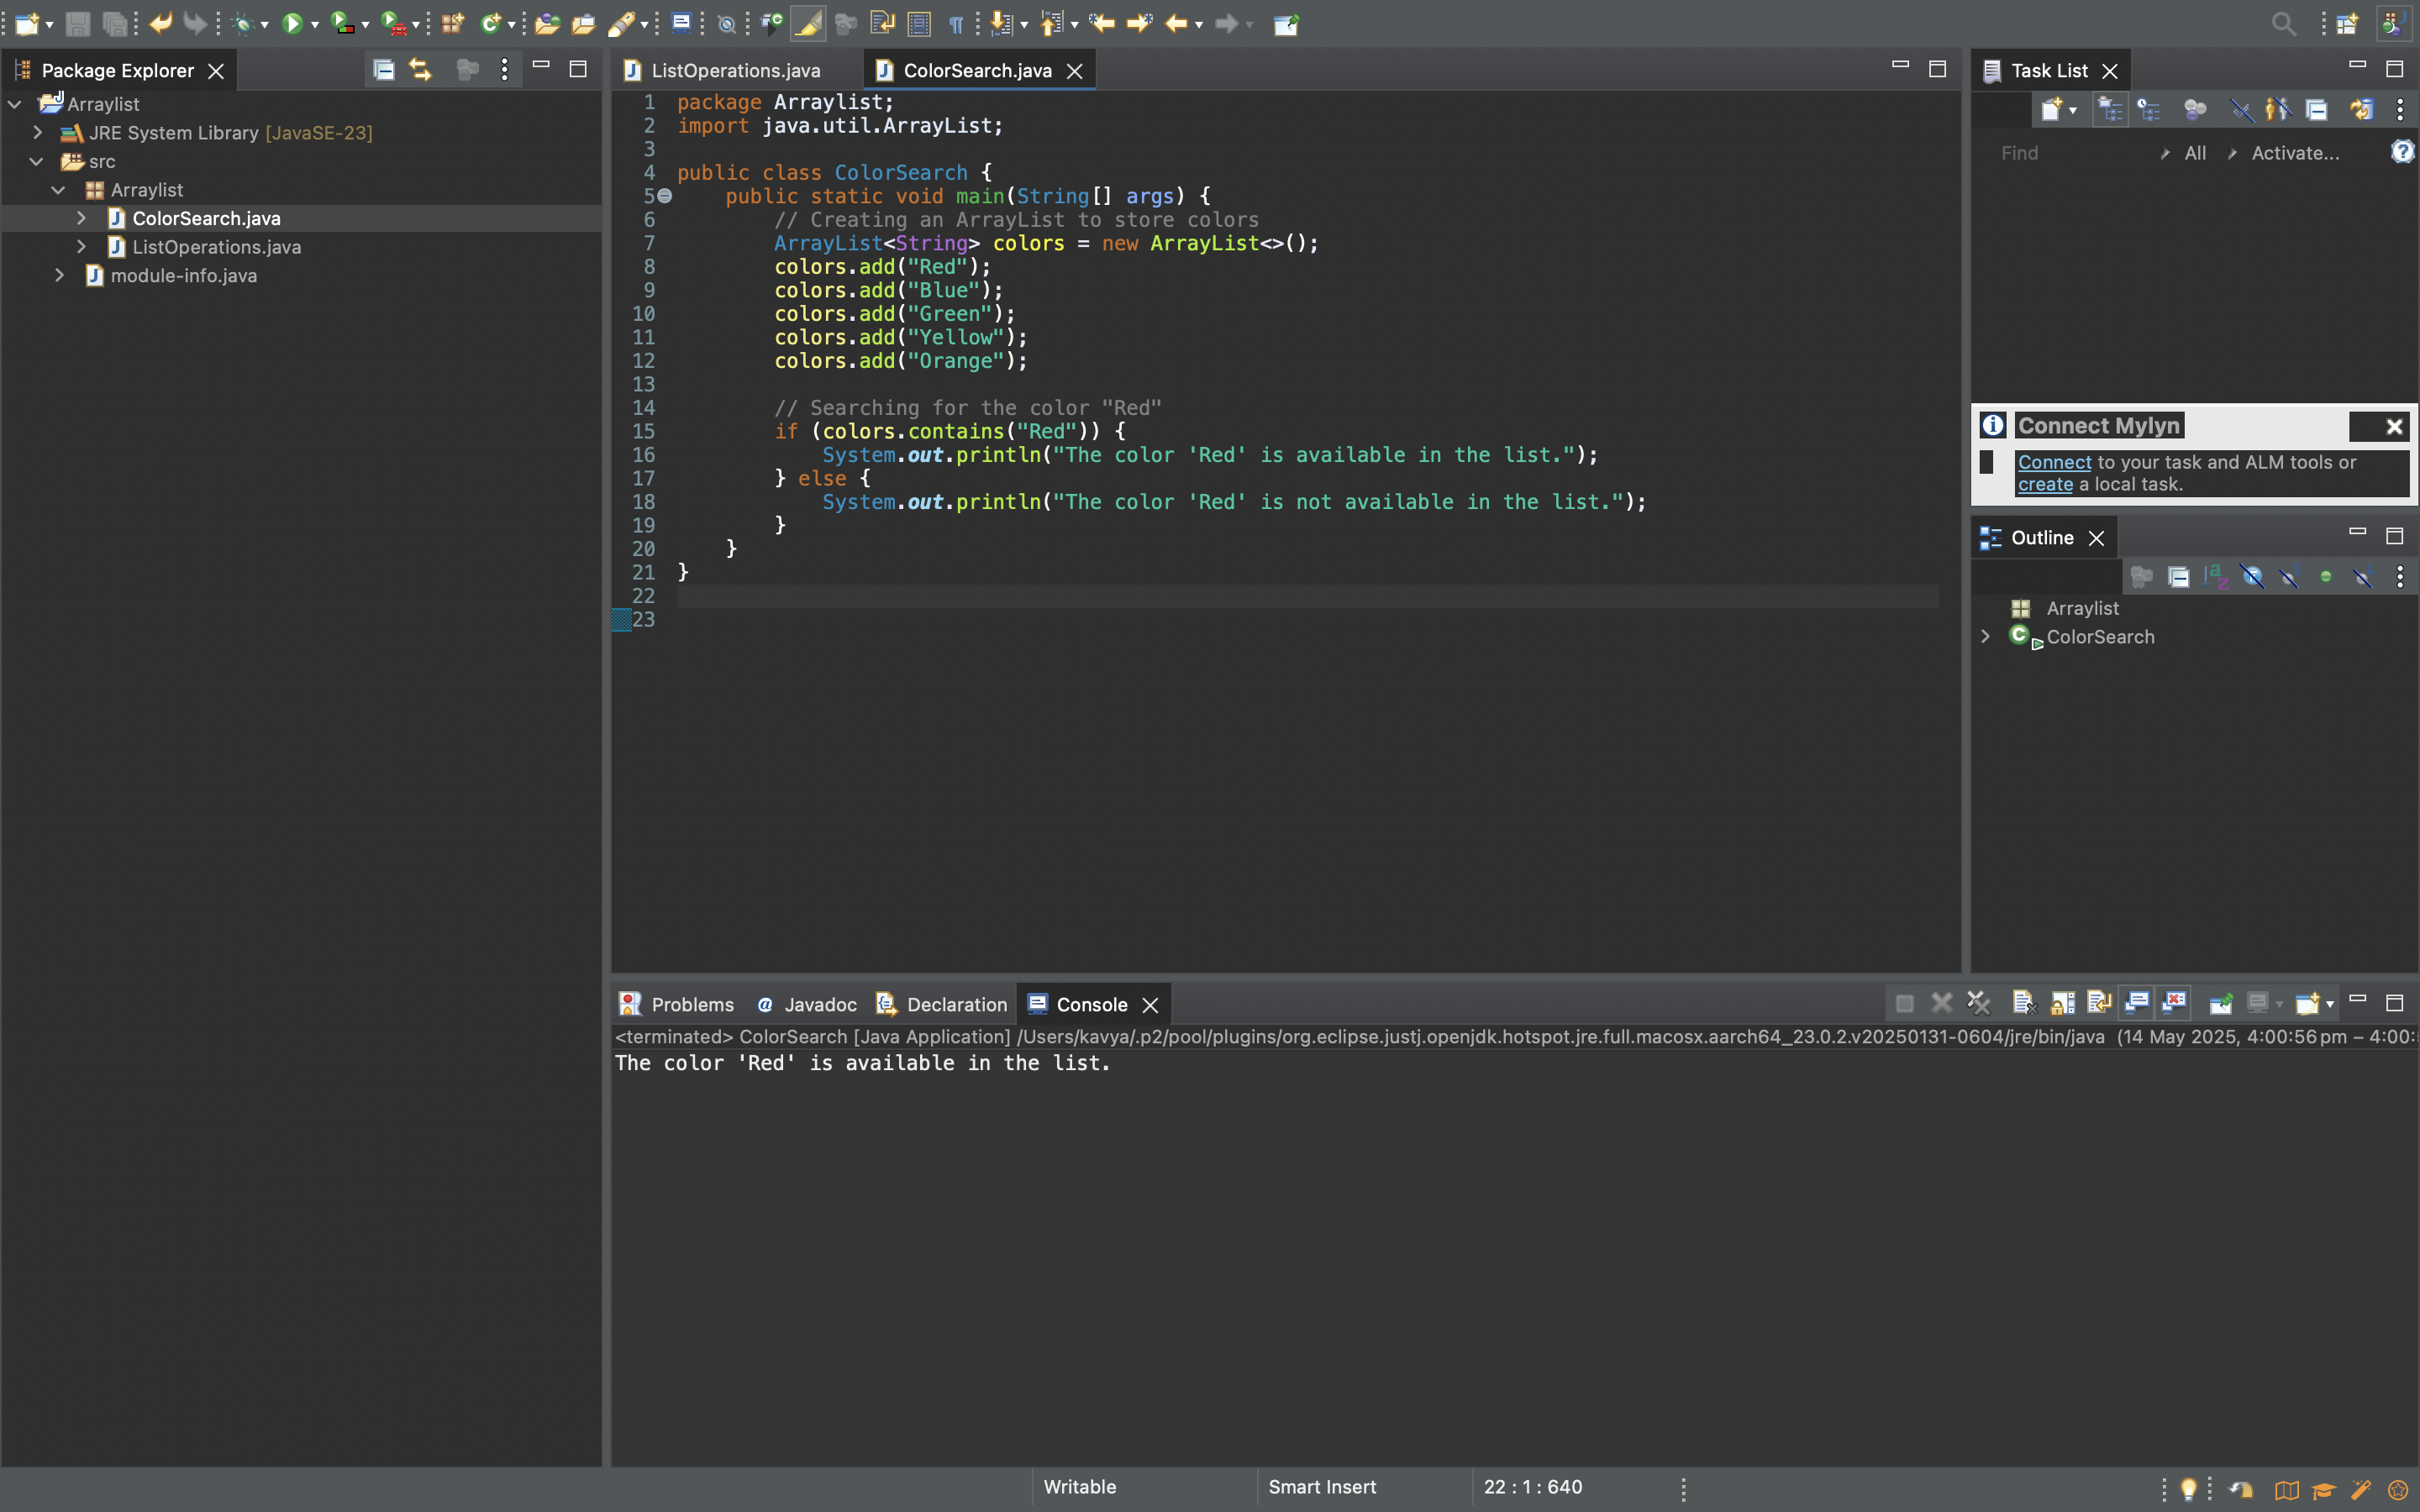 Package Explorer
Arraylist
JRE System Library [JavaSE-23]
src
Arraylist
ColorSearch.java
ListOperations.java
module-info.java
ListOperations.java
ColorSearch.java
1 package Arraylist;
2 import java.util.ArrayList;
3
4 public class ColorSearch {
5 public static void main(String[] args) {
6 // Creating an ArrayList to store colors
7 ArrayList<String> colors = new ArrayList<>();
8 colors.add("Red");
9 colors.add("Blue");
10 colors.add("Green");
11 colors.add("Yellow");
12 colors.add("Orange");
13
14 // Searching for the color "Red"
15 if (colors.contains("Red")) {
16 System.out.println("The color 'Red' is available in the list.");
17 } else {
18 System.out.println("The color 'Red' is not available in the list.");
19 }
20 }
21 }
22
23
Task List
Find All Activate...
Connect Mylyn
Connect to your task and ALM tools or
create a local task.
Outline
Arraylist
ColorSearch
Problems Javadoc Declaration Console
<terminated> ColorSearch [Java Application] /Users/kavya/.p2/pool/plugins/org.eclipse.justj.openjdk.hotspot.jre.full.macosx.aarch64_23.0.2.v20250131-0604/jre/bin/java (14 May 2025, 4:00:56 pm – 4:00:
The color 'Red' is available in the list.
Writable Smart Insert 22 : 1 : 640